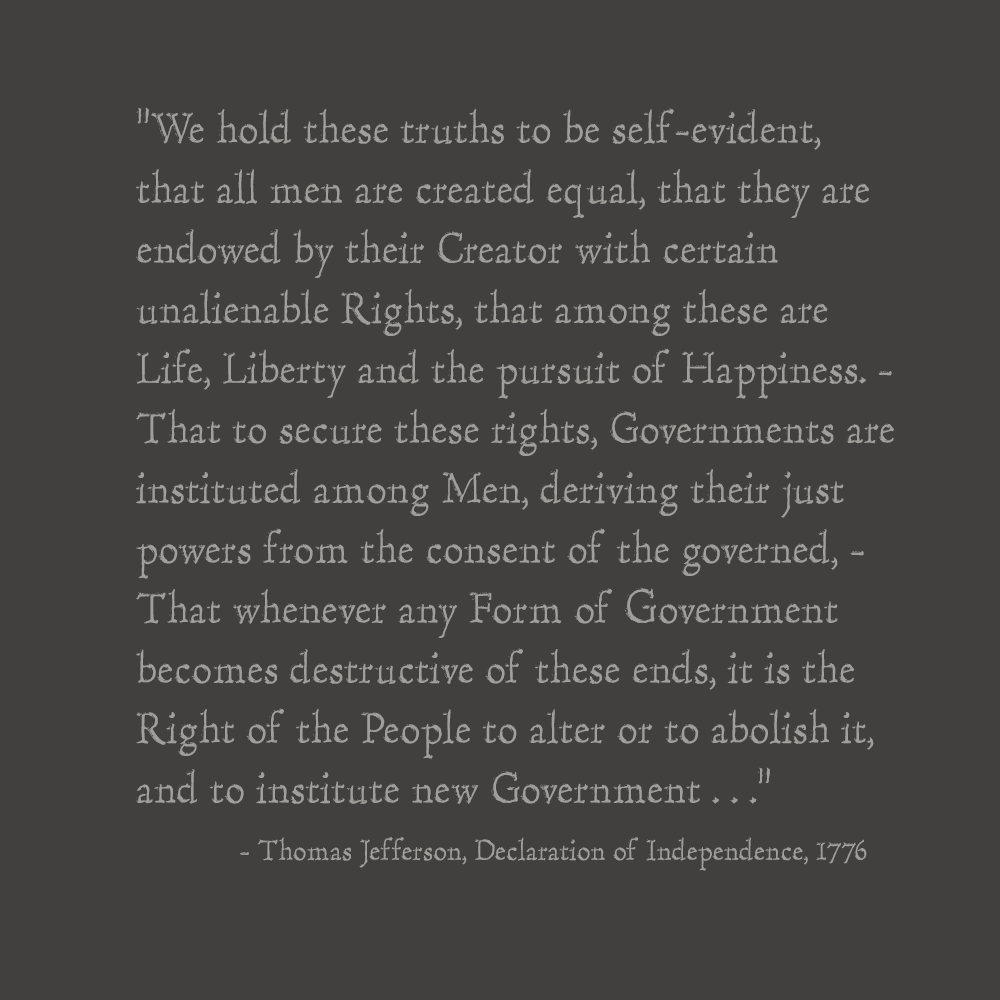 "We hold these truths to be self-evident,
that all men are created equal, that they are
endowed by their Creator with certain
unalienable Rights, that among these are
Life, Liberty and the pursuit of Happiness. -
That to secure these rights, Governments are
instituted among Men, deriving their just
powers from the consent of the governed, -
That whenever any Form of Government
becomes destructive of these ends, it is the
Right of the People to alter or to abolish it,
and to institute new Government . . ."
- Thomas Jefferson, Declaration of Independence, 1776